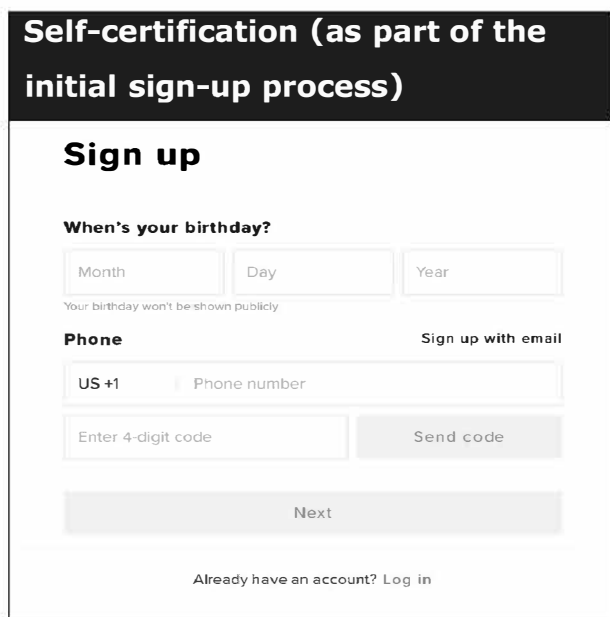 Self-certification (as part of the
initial sign-up process)
Sign up
When's your birthday?
Month Day Year
Your birthday won't be shown publicly
Phone Sign up with email
US +1 Phone number
Enter 4-digit code Send code
Next
Already have an account? Log in